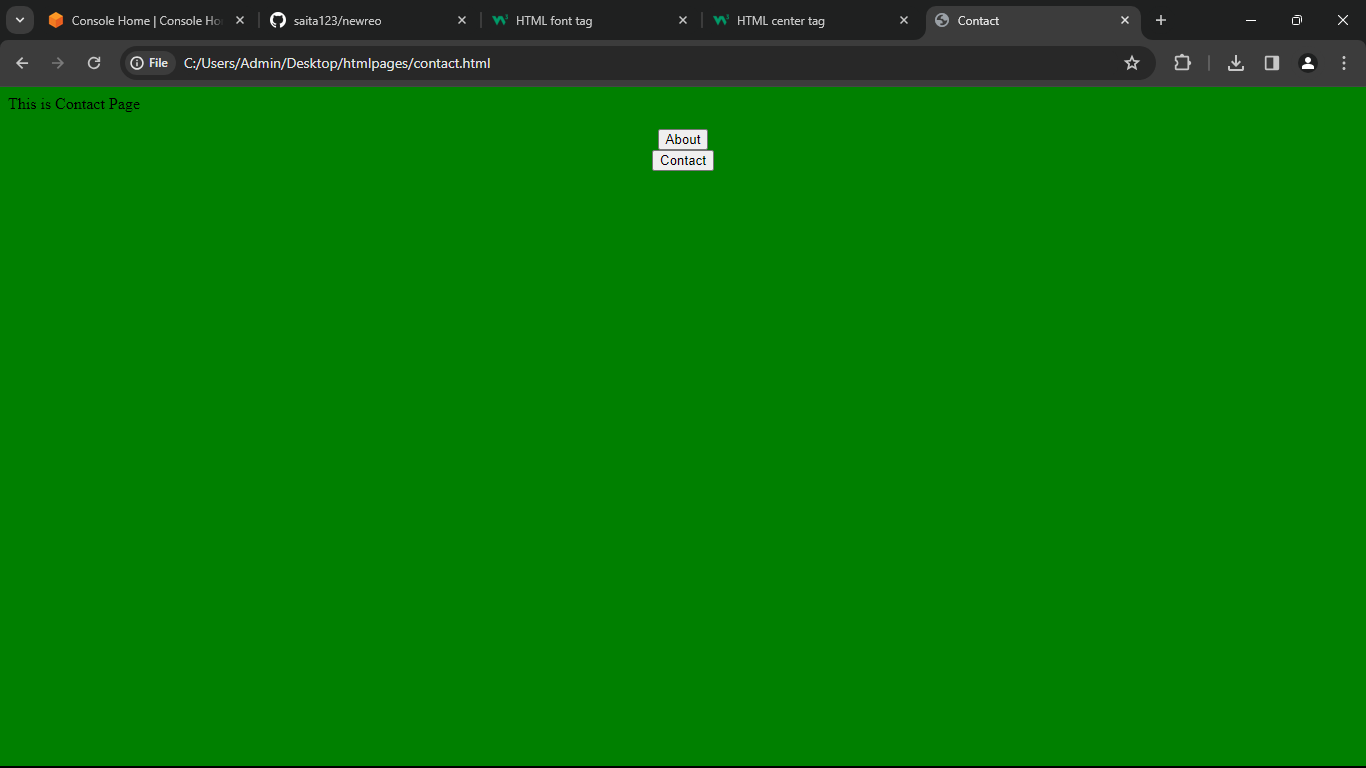 Console Home | Console Ho
saita123/newreo
HTML font tag
HTML center tag
Contact
File
C:/Users/Admin/Desktop/htmlpages/contact.html
This is Contact Page
About
Contact